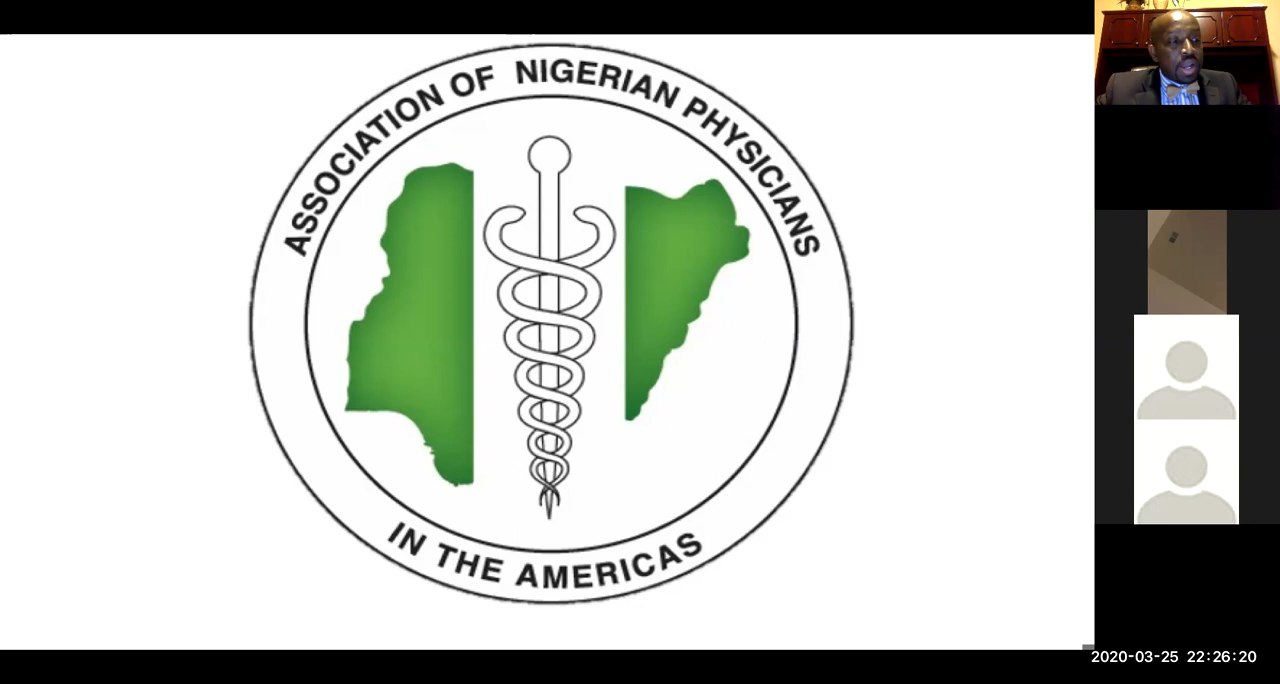 ASSOCIATION OF NIGERIAN PHYSICIANS
IN THE AMERICAS
2020-03-25 22:26:20